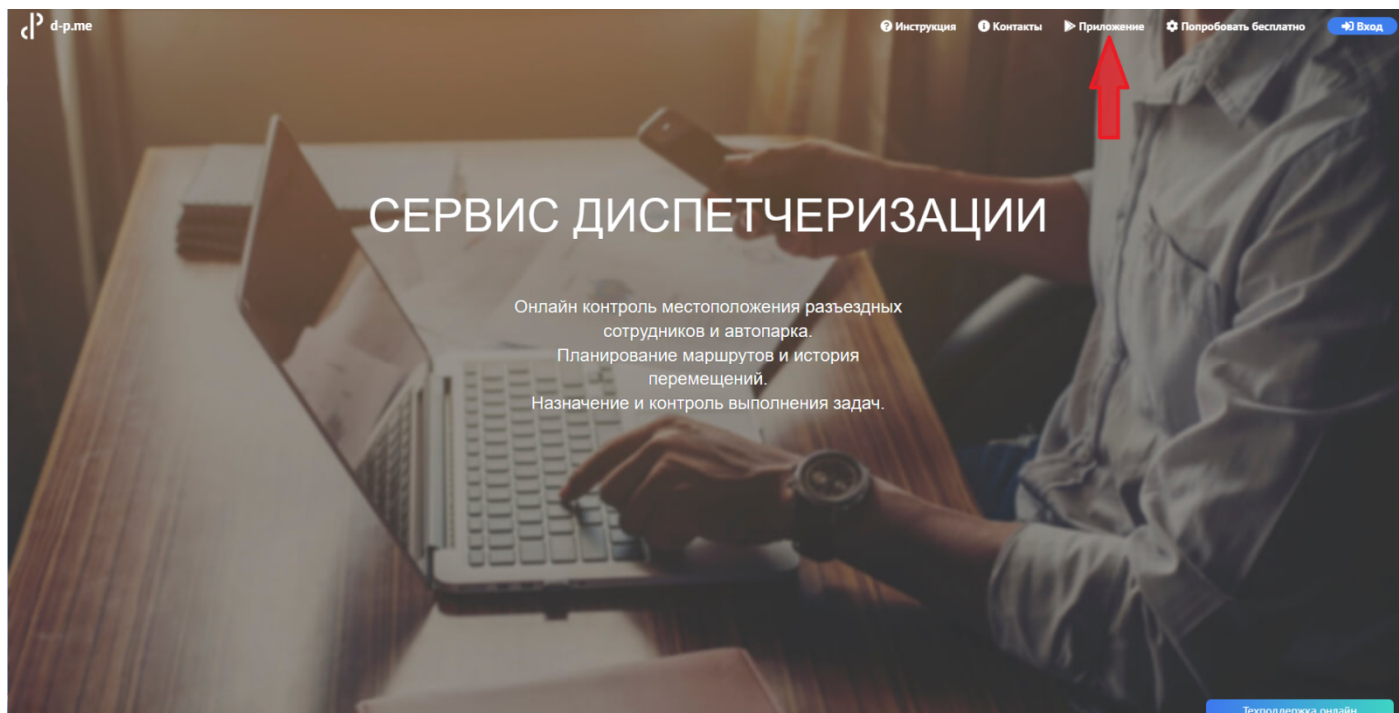 d-p.me
Инструкция
Контакты
Приложение
Попробовать бесплатно
Вход
СЕРВИС ДИСПЕТЧЕРИЗАЦИИ
Онлайн контроль местоположения разъездных
сотрудников и автопарка.
Планирование маршрутов и история
перемещений.
Назначение и контроль выполнения задач.
Техподдержка онлайн